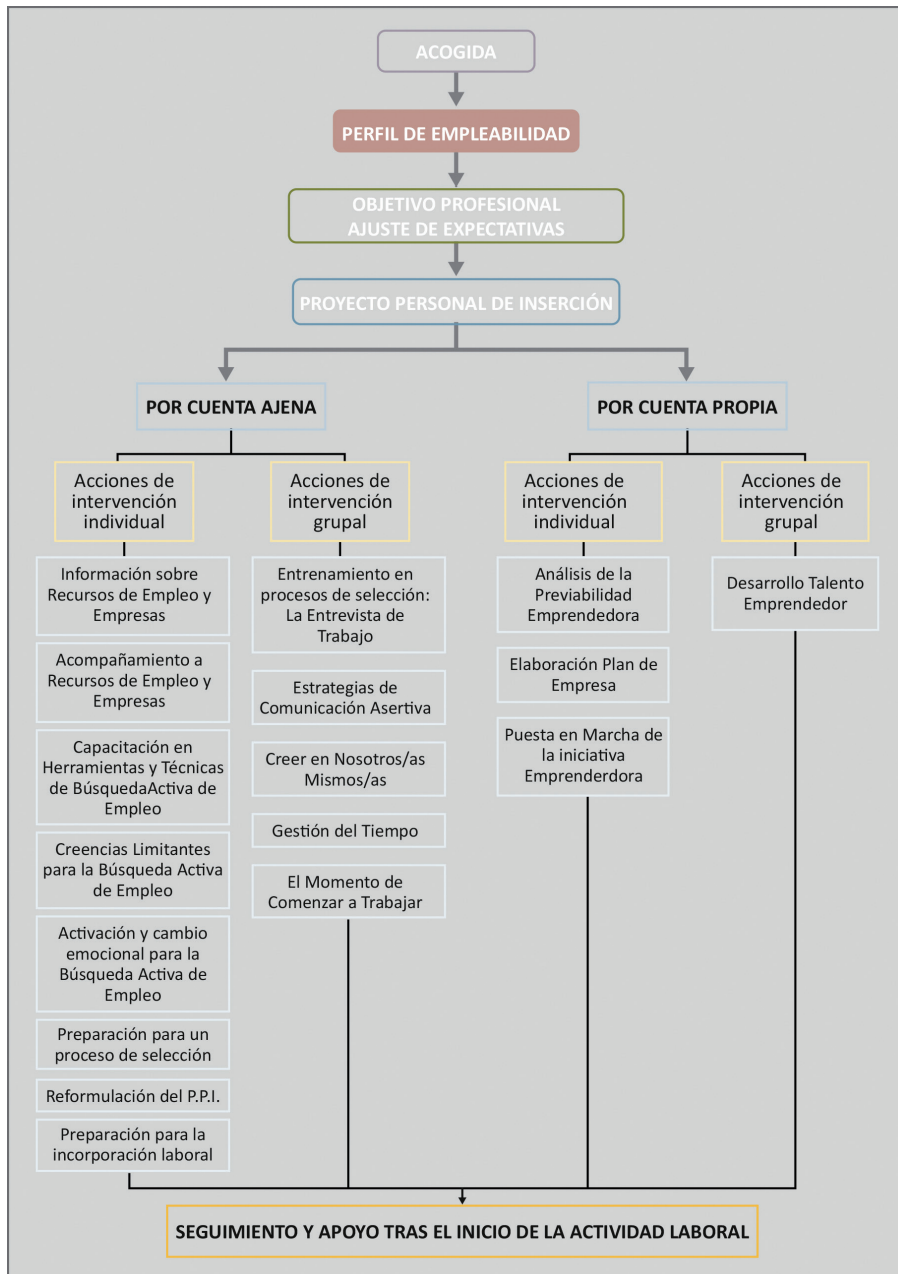 ACOGIDA
PERFIL DE EMPLEABILIDAD
OBJETIVO PROFESIONAL
AJUSTE DE EXPECTATIVAS
PROYECTO PERSONAL DE INSERCIÓN
POR CUENTA AJENA
POR CUENTA PROPIA
Acciones de
intervención
individual
Acciones de
intervención
grupal
Acciones de
intervención
individual
Acciones de
intervención
grupal
Información sobre
Recursos de Empleo y
Empresas
Acompañamiento a
Recursos de Empleo y
Empresas
Capacitación en
Herramientas y Técnicas
de BúsquedaActiva de
Empleo
Creencias Limitantes
para la Búsqueda Activa
de Empleo
Activación y cambio
emocional para la
Búsqueda Activa de
Empleo
Preparación para un
proceso de selección
Reformulación del P.P.I.
Preparación para la
incorporación laboral
Entrenamiento en
procesos de selección:
La Entrevista de
Trabajo
Estrategias de
Comunicación Asertiva
Creer en Nosotros/as
Mismos/as
Gestión del Tiempo
El Momento de
Comenzar a Trabajar
Análisis de la
Previabilidad
Emprendedora
Elaboración Plan de
Empresa
Puesta en Marcha de
la iniciativa
Emprenderdora
Desarrollo Talento
Emprendedor
SEGUIMIENTO Y APOYO TRAS EL INICIO DE LA ACTIVIDAD LABORAL